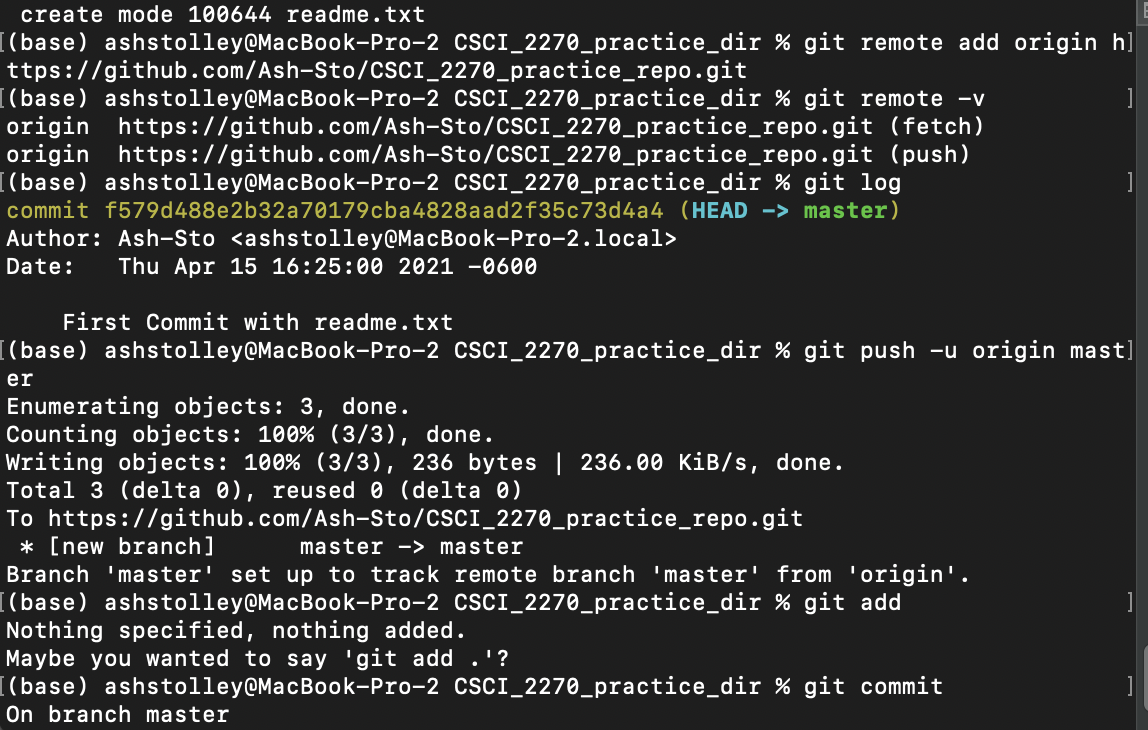 create mode 100644 readme.txt
[(base) ashstolley@MacBook-Pro-2 CSCI_2270_practice_dir % git remote add origin h]
ttps://github.com/Ash-Sto/CSCI_2270_practice_repo.git
[(base) ashstolley@MacBook-Pro-2 CSCI_2270_practice_dir % git remote -v ]
origin  https://github.com/Ash-Sto/CSCI_2270_practice_repo.git (fetch)
origin  https://github.com/Ash-Sto/CSCI_2270_practice_repo.git (push)
[(base) ashstolley@MacBook-Pro-2 CSCI_2270_practice_dir % git log ]
commit f579d488e2b32a70179cba4828aad2f35c73d4a4 (HEAD -> master)
Author: Ash-Sto <ashstolley@MacBook-Pro-2.local>
Date:   Thu Apr 15 16:25:00 2021 -0600
First Commit with readme.txt
[(base) ashstolley@MacBook-Pro-2 CSCI_2270_practice_dir % git push -u origin mast]
er
Enumerating objects: 3, done.
Counting objects: 100% (3/3), done.
Writing objects: 100% (3/3), 236 bytes | 236.00 KiB/s, done.
Total 3 (delta 0), reused 0 (delta 0)
To https://github.com/Ash-Sto/CSCI_2270_practice_repo.git
 * [new branch]      master -> master
Branch 'master' set up to track remote branch 'master' from 'origin'.
[(base) ashstolley@MacBook-Pro-2 CSCI_2270_practice_dir % git add ]
Nothing specified, nothing added.
Maybe you wanted to say 'git add .'?
[(base) ashstolley@MacBook-Pro-2 CSCI_2270_practice_dir % git commit ]
On branch master